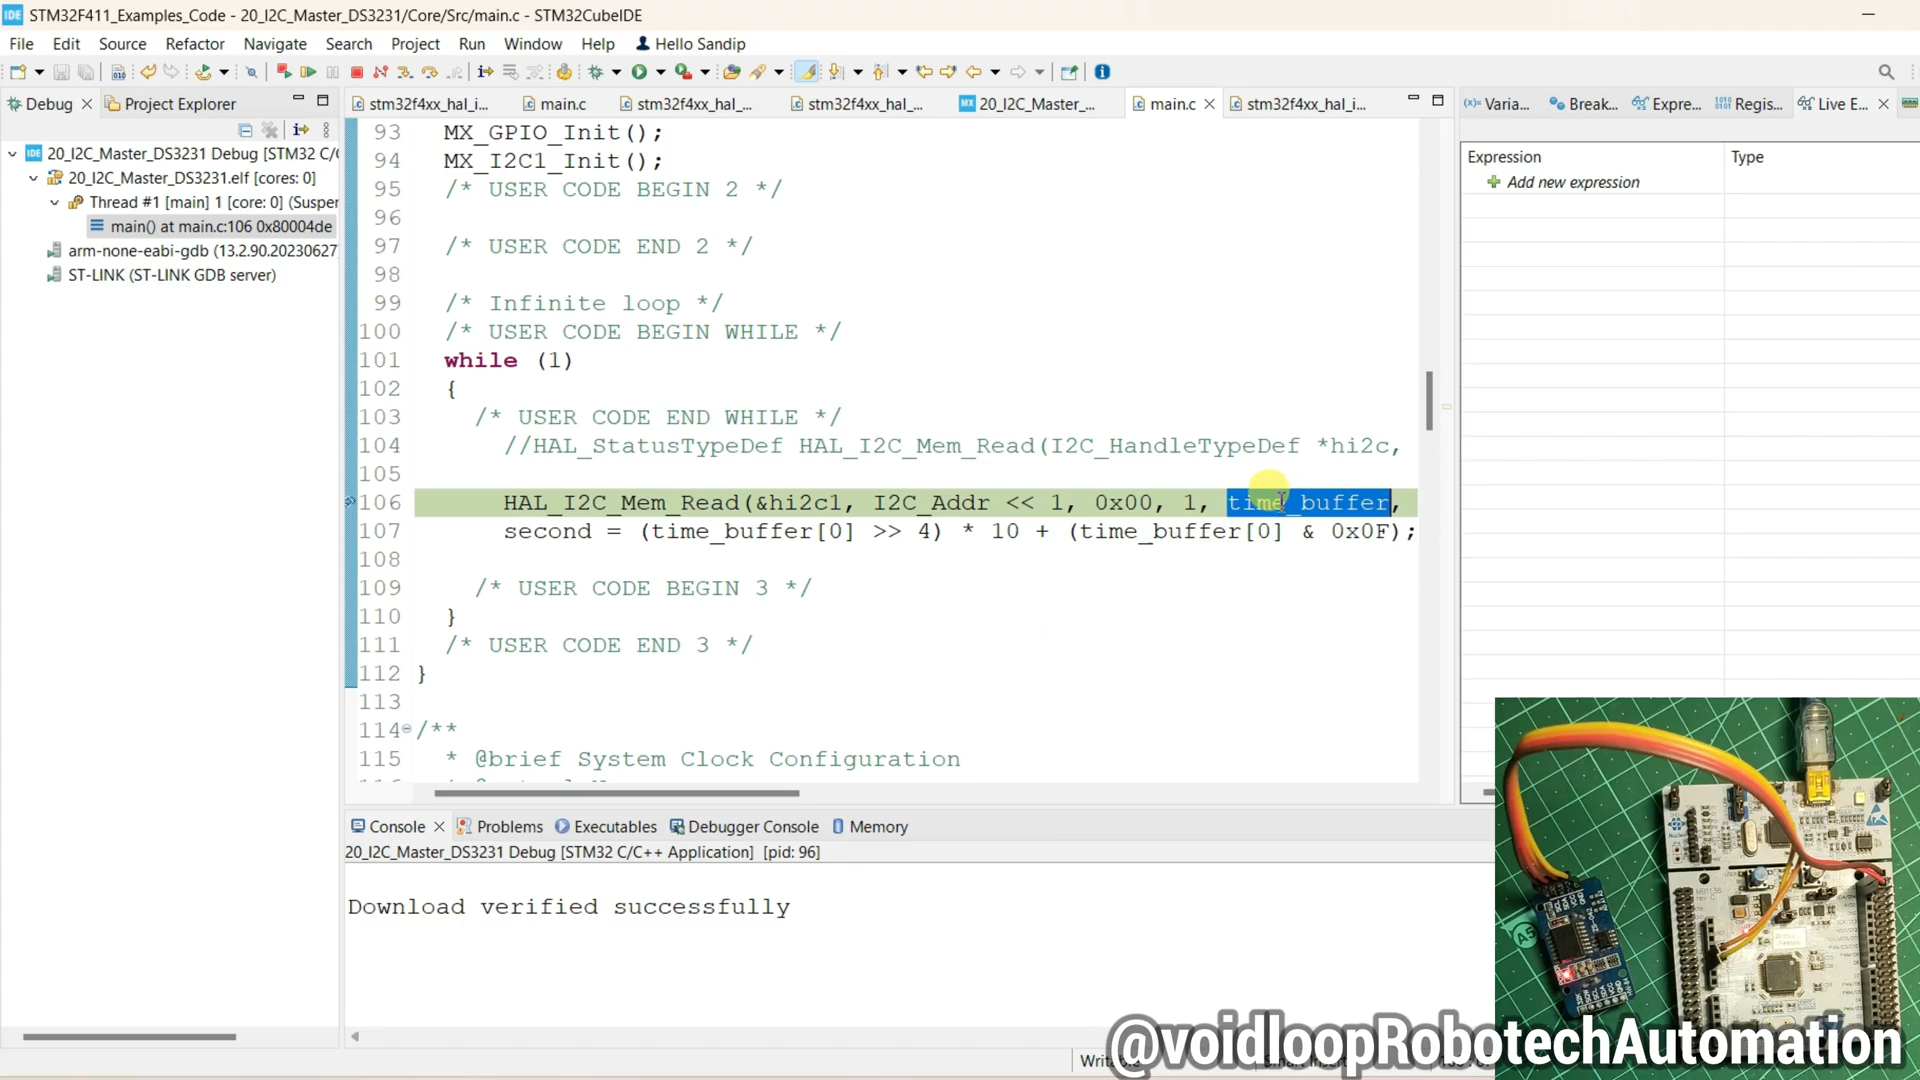 STM32F411_Examples_Code - 20_I2C_Master_DS3231/Core/Src/main.c - STM32CubeIDE
File Edit Source Refactor Navigate Search Project Run Window Help Hello Sandip
Debug Project Explorer
stm32f4xx_hal_i... main.c stm32f4xx_hal_... stm32f4xx_hal_... 20_I2C_Master_... main.c stm32f4xx_hal_i...
(x)= Varia... Break... Expre... Regis... Live E...
20_I2C_Master_DS3231 Debug [STM32 C/C
20_I2C_Master_DS3231.elf [cores: 0]
Thread #1 [main] 1 [core: 0] (Susper
main() at main.c:106 0x80004de
arm-none-eabi-gdb (13.2.90.20230627
ST-LINK (ST-LINK GDB server)
93 MX_GPIO_Init();
94 MX_I2C1_Init();
95 /* USER CODE BEGIN 2 */
96
97 /* USER CODE END 2 */
98
99 /* Infinite loop */
100 /* USER CODE BEGIN WHILE */
101 while (1)
102 {
103 /* USER CODE END WHILE */
104 //HAL_StatusTypeDef HAL_I2C_Mem_Read(I2C_HandleTypeDef *hi2c,
105
106 HAL_I2C_Mem_Read(&hi2c1, I2C_Addr << 1, 0x00, 1, time_buffer,
107 second = (time_buffer[0] >> 4) * 10 + (time_buffer[0] & 0x0F);
108
109 /* USER CODE BEGIN 3 */
110 }
111 /* USER CODE END 3 */
112 }
113
114 /**
115 * @brief System Clock Configuration
Expression Type
Add new expression
Console Problems Executables Debugger Console Memory
20_I2C_Master_DS3231 Debug [STM32 C/C++ Application] [pid: 96]
Download verified successfully
@voidloopRobotechAutomation